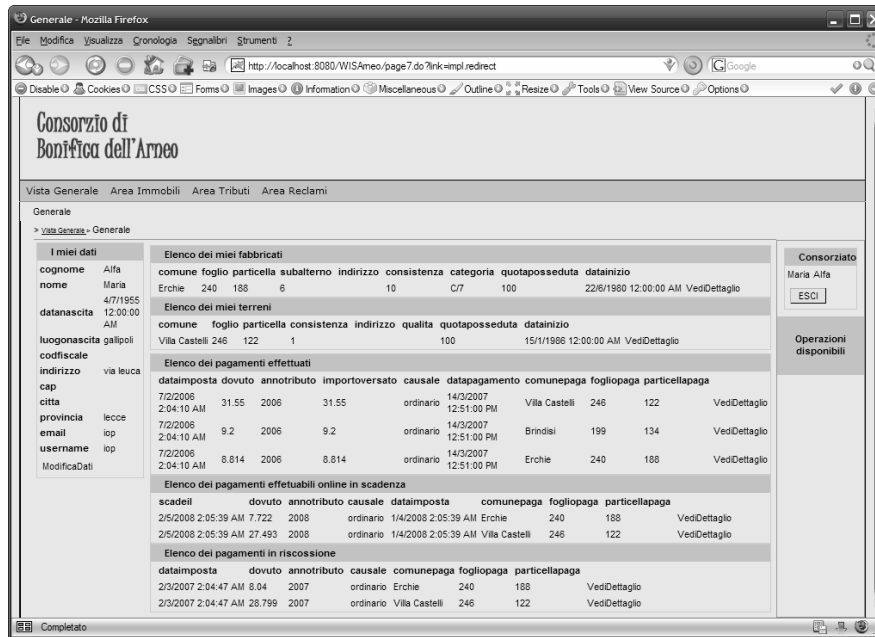 Generale - Mozilla Firefox
File Modifica Visualizza Cronologia Segnalibri Strumenti ?
http://localhost:8080/WISArneo/page7.do?link=impl.redirect
Google
Disable Cookies CSS Forms Images Information Miscellaneous Outline Resize Tools View Source Options
Consorzio di
Bonifica dell'Arneo
Vista Generale Area Immobili Area Tributi Area Reclami
Generale
» Vista Generale » Generale
I miei dati
cognome Alfa
nome Maria
datanascita 4/7/1955 12:00:00 AM
luogonascita gallipoli
codfiscale
indirizzo via leuca
cap
citta
provincia lecce
email iop
username iop
ModificaDati
Elenco dei miei fabbricati
comune foglio particella subalterno indirizzo consistenza categoria quotaposseduta datainizio
Erchie 240 188 6 10 C/7 100 22/6/1980 12:00:00 AM VediDettaglio
Elenco dei miei terreni
comune foglio particella consistenza indirizzo qualita quotaposseduta datainizio
Villa Castelli 246 122 1 100 15/1/1986 12:00:00 AM VediDettaglio
Elenco dei pagamenti effettuati
dataimposta dovuto annotributo importoversato causale datapagamento comunepaga fogliopaga particellapaga
7/2/2006 2:04:10 AM 31.55 2006 31.55 ordinario 14/3/2007 12:51:00 PM Villa Castelli 246 122 VediDettaglio
7/2/2006 2:04:10 AM 9.2 2006 9.2 ordinario 14/3/2007 12:51:00 PM Brindisi 199 134 VediDettaglio
7/2/2006 2:04:10 AM 8.814 2006 8.814 ordinario 14/3/2007 12:51:00 PM Erchie 240 188 VediDettaglio
Elenco dei pagamenti effetuabili online in scadenza
scadeil dovuto annotributo causale dataimposta comunepaga fogliopaga particellapaga
2/5/2008 2:05:39 AM 7.722 2008 ordinario 1/4/2008 2:05:39 AM Erchie 240 188 VediDettaglio
2/5/2008 2:05:39 AM 27.493 2008 ordinario 1/4/2008 2:05:39 AM Villa Castelli 246 122 VediDettaglio
Elenco dei pagamenti in riscossione
dataimposta dovuto annotributo causale comunepaga fogliopaga particellapaga
2/3/2007 2:04:47 AM 8.04 2007 ordinario Erchie 240 188 VediDettaglio
2/3/2007 2:04:47 AM 28.799 2007 ordinario Villa Castelli 246 122 VediDettaglio
Consorziato
Maria Alfa
ESCI
Operazioni
disponibili
Completato